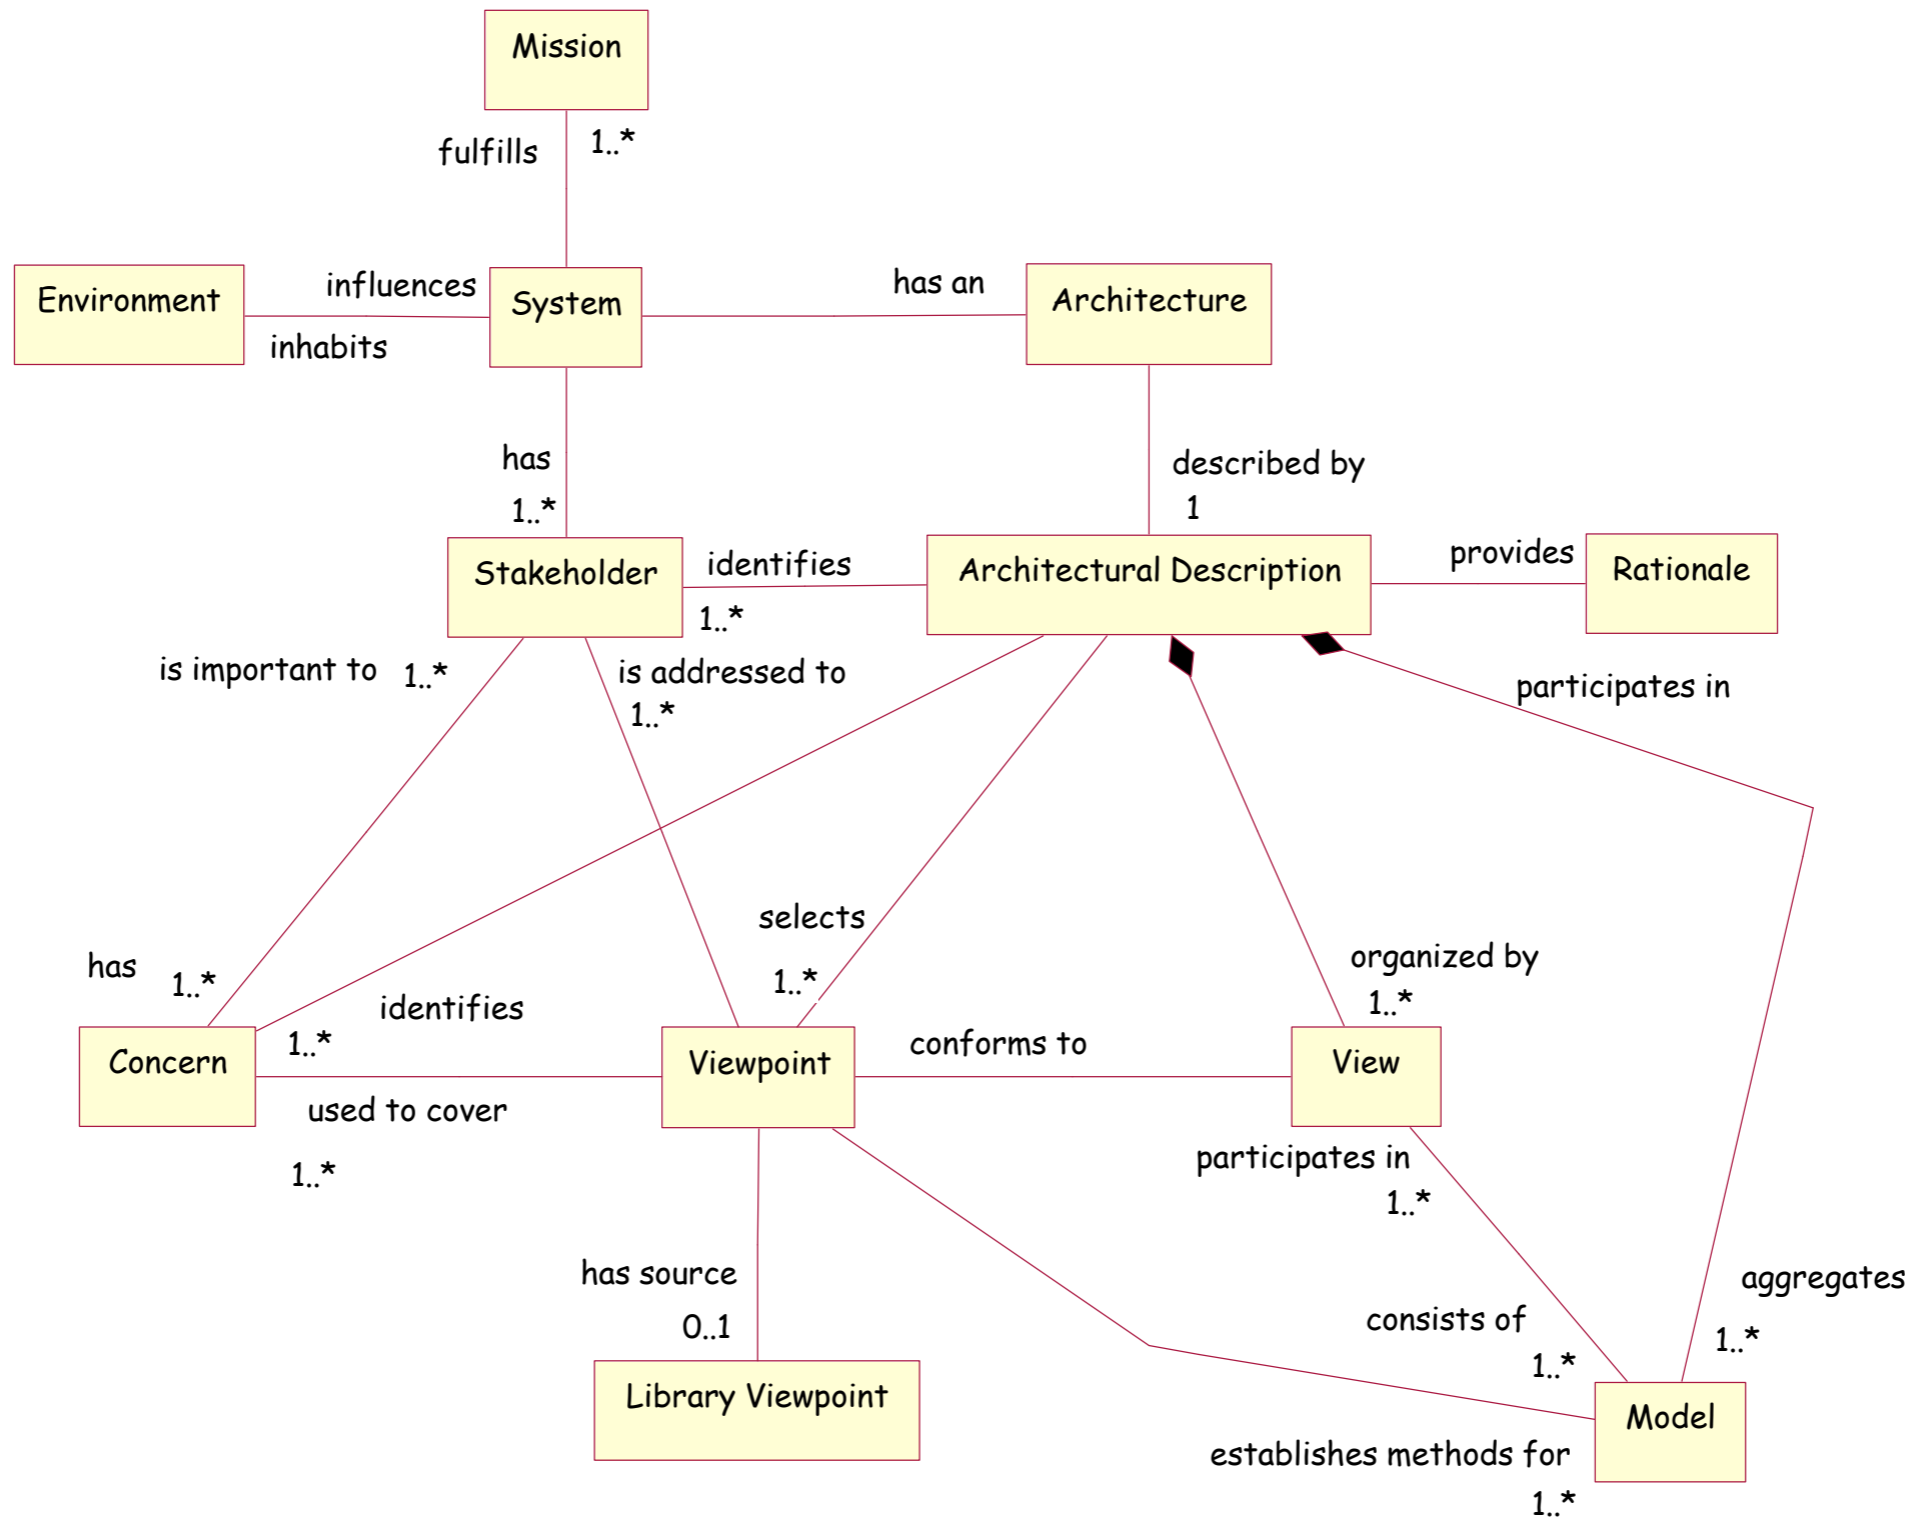 Mission
fulfills
1..*
Environment
influences
inhabits
System
has an
Architecture
has
1..*
described by
1
Stakeholder
identifies
1..*
Architectural Description
provides
Rationale
is important to
1..*
is addressed to
1..*
participates in
selects
1..*
has
1..*
organized by
1..*
identifies
1..*
Concern
used to cover
1..*
Viewpoint
conforms to
View
participates in
1..*
has source
0..1
Library Viewpoint
consists of
1..*
aggregates
1..*
Model
establishes methods for
1..*